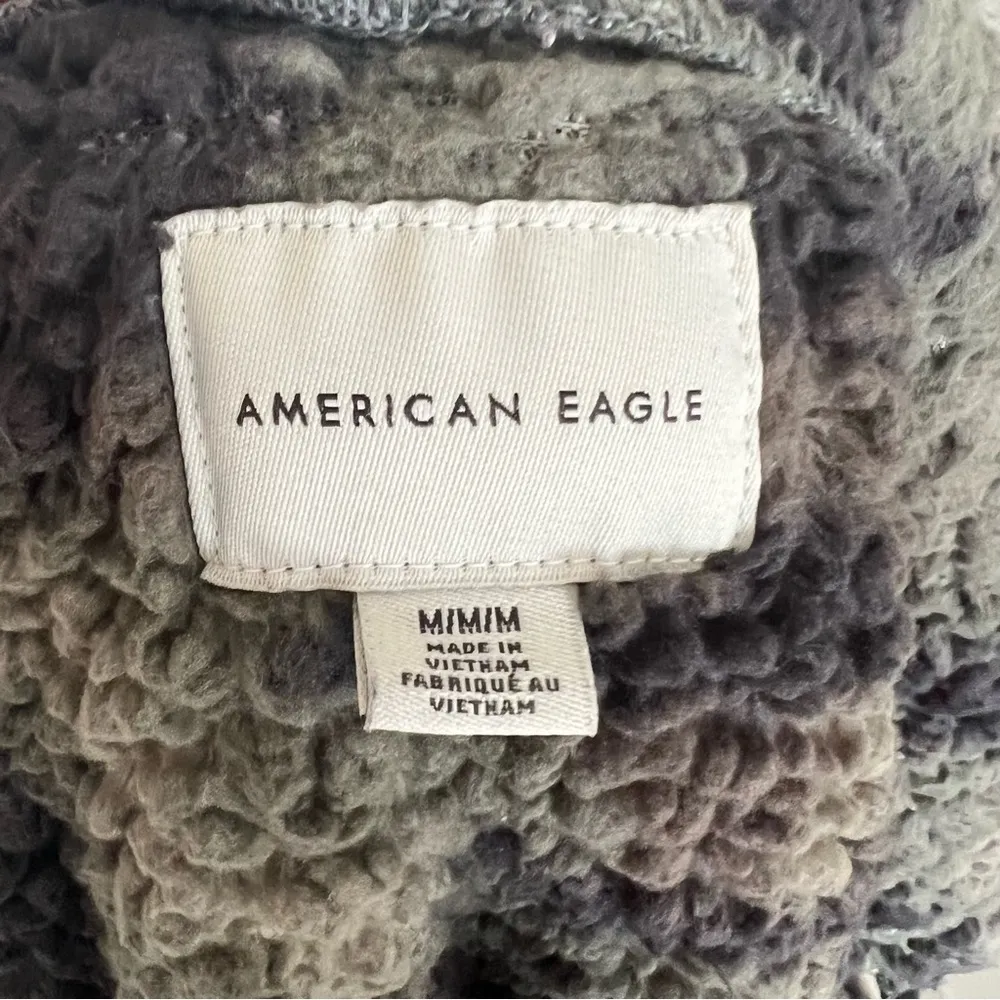 AMERICAN EAGLE
M/M/M
MADE IN
VIETNAM
FABRIQUÉ AU
VIETNAM